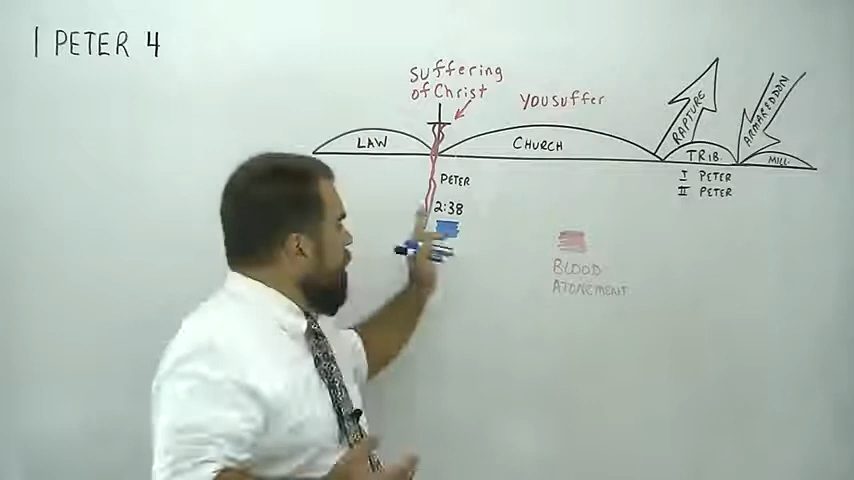 1 PETER 4
Suffering
of Christ
You suffer
LAW
CHURCH
RAPTURE
TRIB.
ARMAGEDDON
MILL.
PETER
2:38
I PETER
II PETER
BLOOD
ATONEMENT